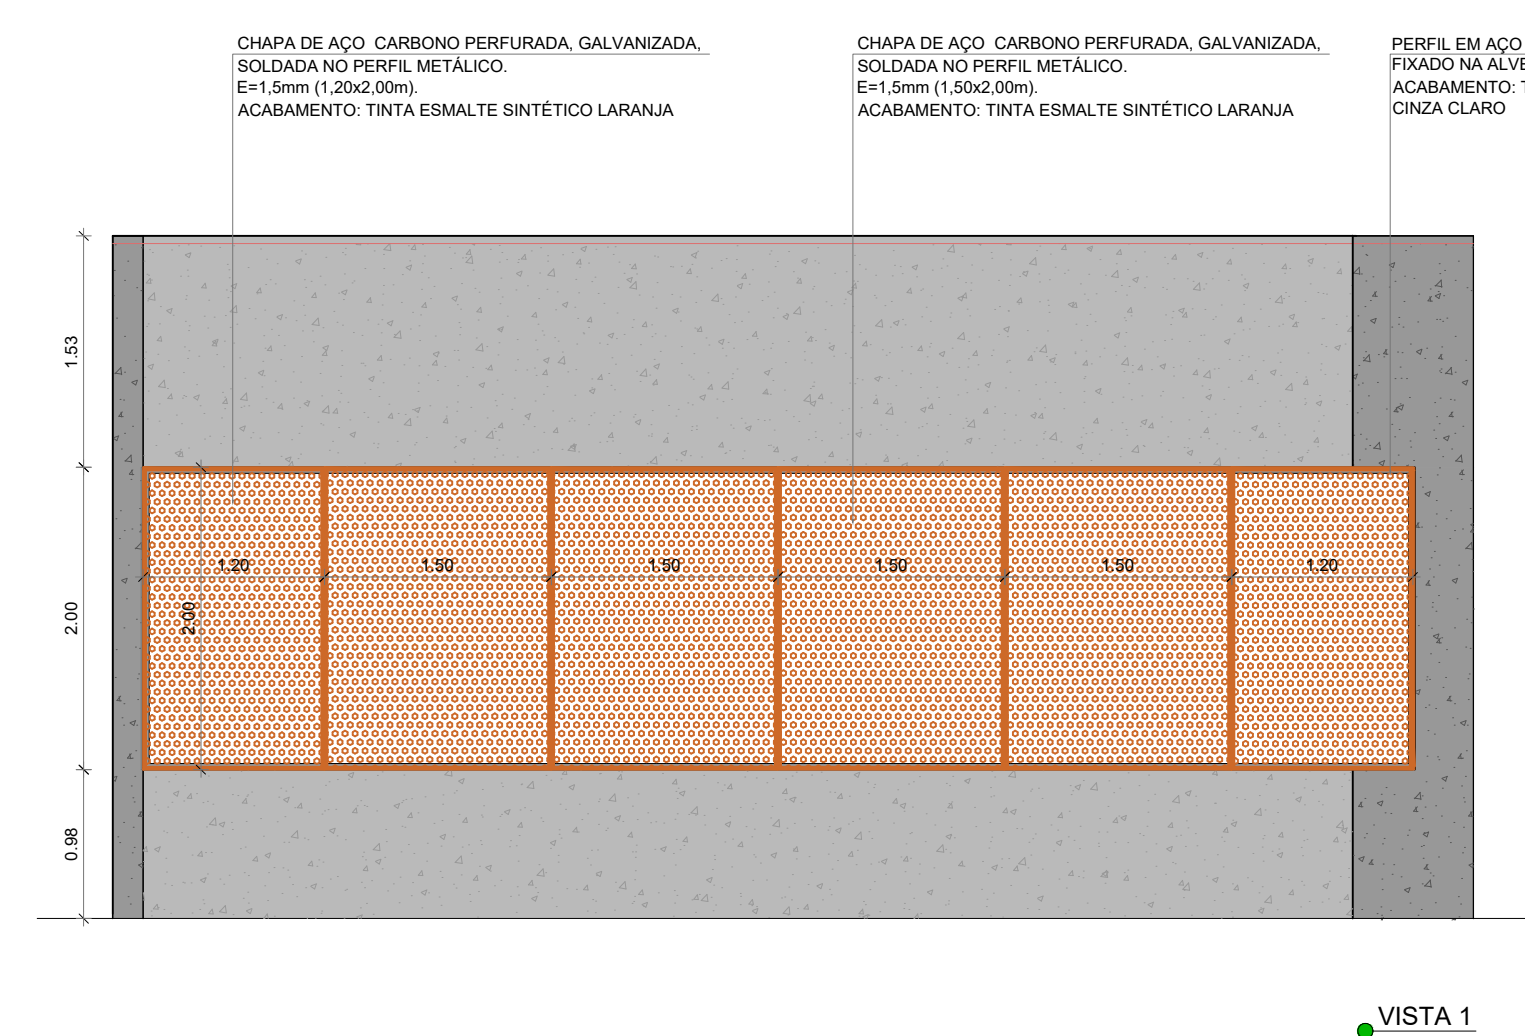 CHAPA DE AÇO CARBONO PERFURADA, GALVANIZADA,
SOLDADA NO PERFIL METÁLICO.
E=1,5mm (1,20x2,00m).
ACABAMENTO: TINTA ESMALTE SINTÉTICO LARANJA
CHAPA DE AÇO CARBONO PERFURADA, GALVANIZADA,
SOLDADA NO PERFIL METÁLICO.
E=1,5mm (1,50x2,00m).
ACABAMENTO: TINTA ESMALTE SINTÉTICO LARANJA
PERFIL EM AÇO
FIXADO NA
ACABAMENTO:
CINZA CLARO
1.53
2.00
0.98
1.20
1.50
1.50
1.50
1.50
1.20
2.00
VISTA 1